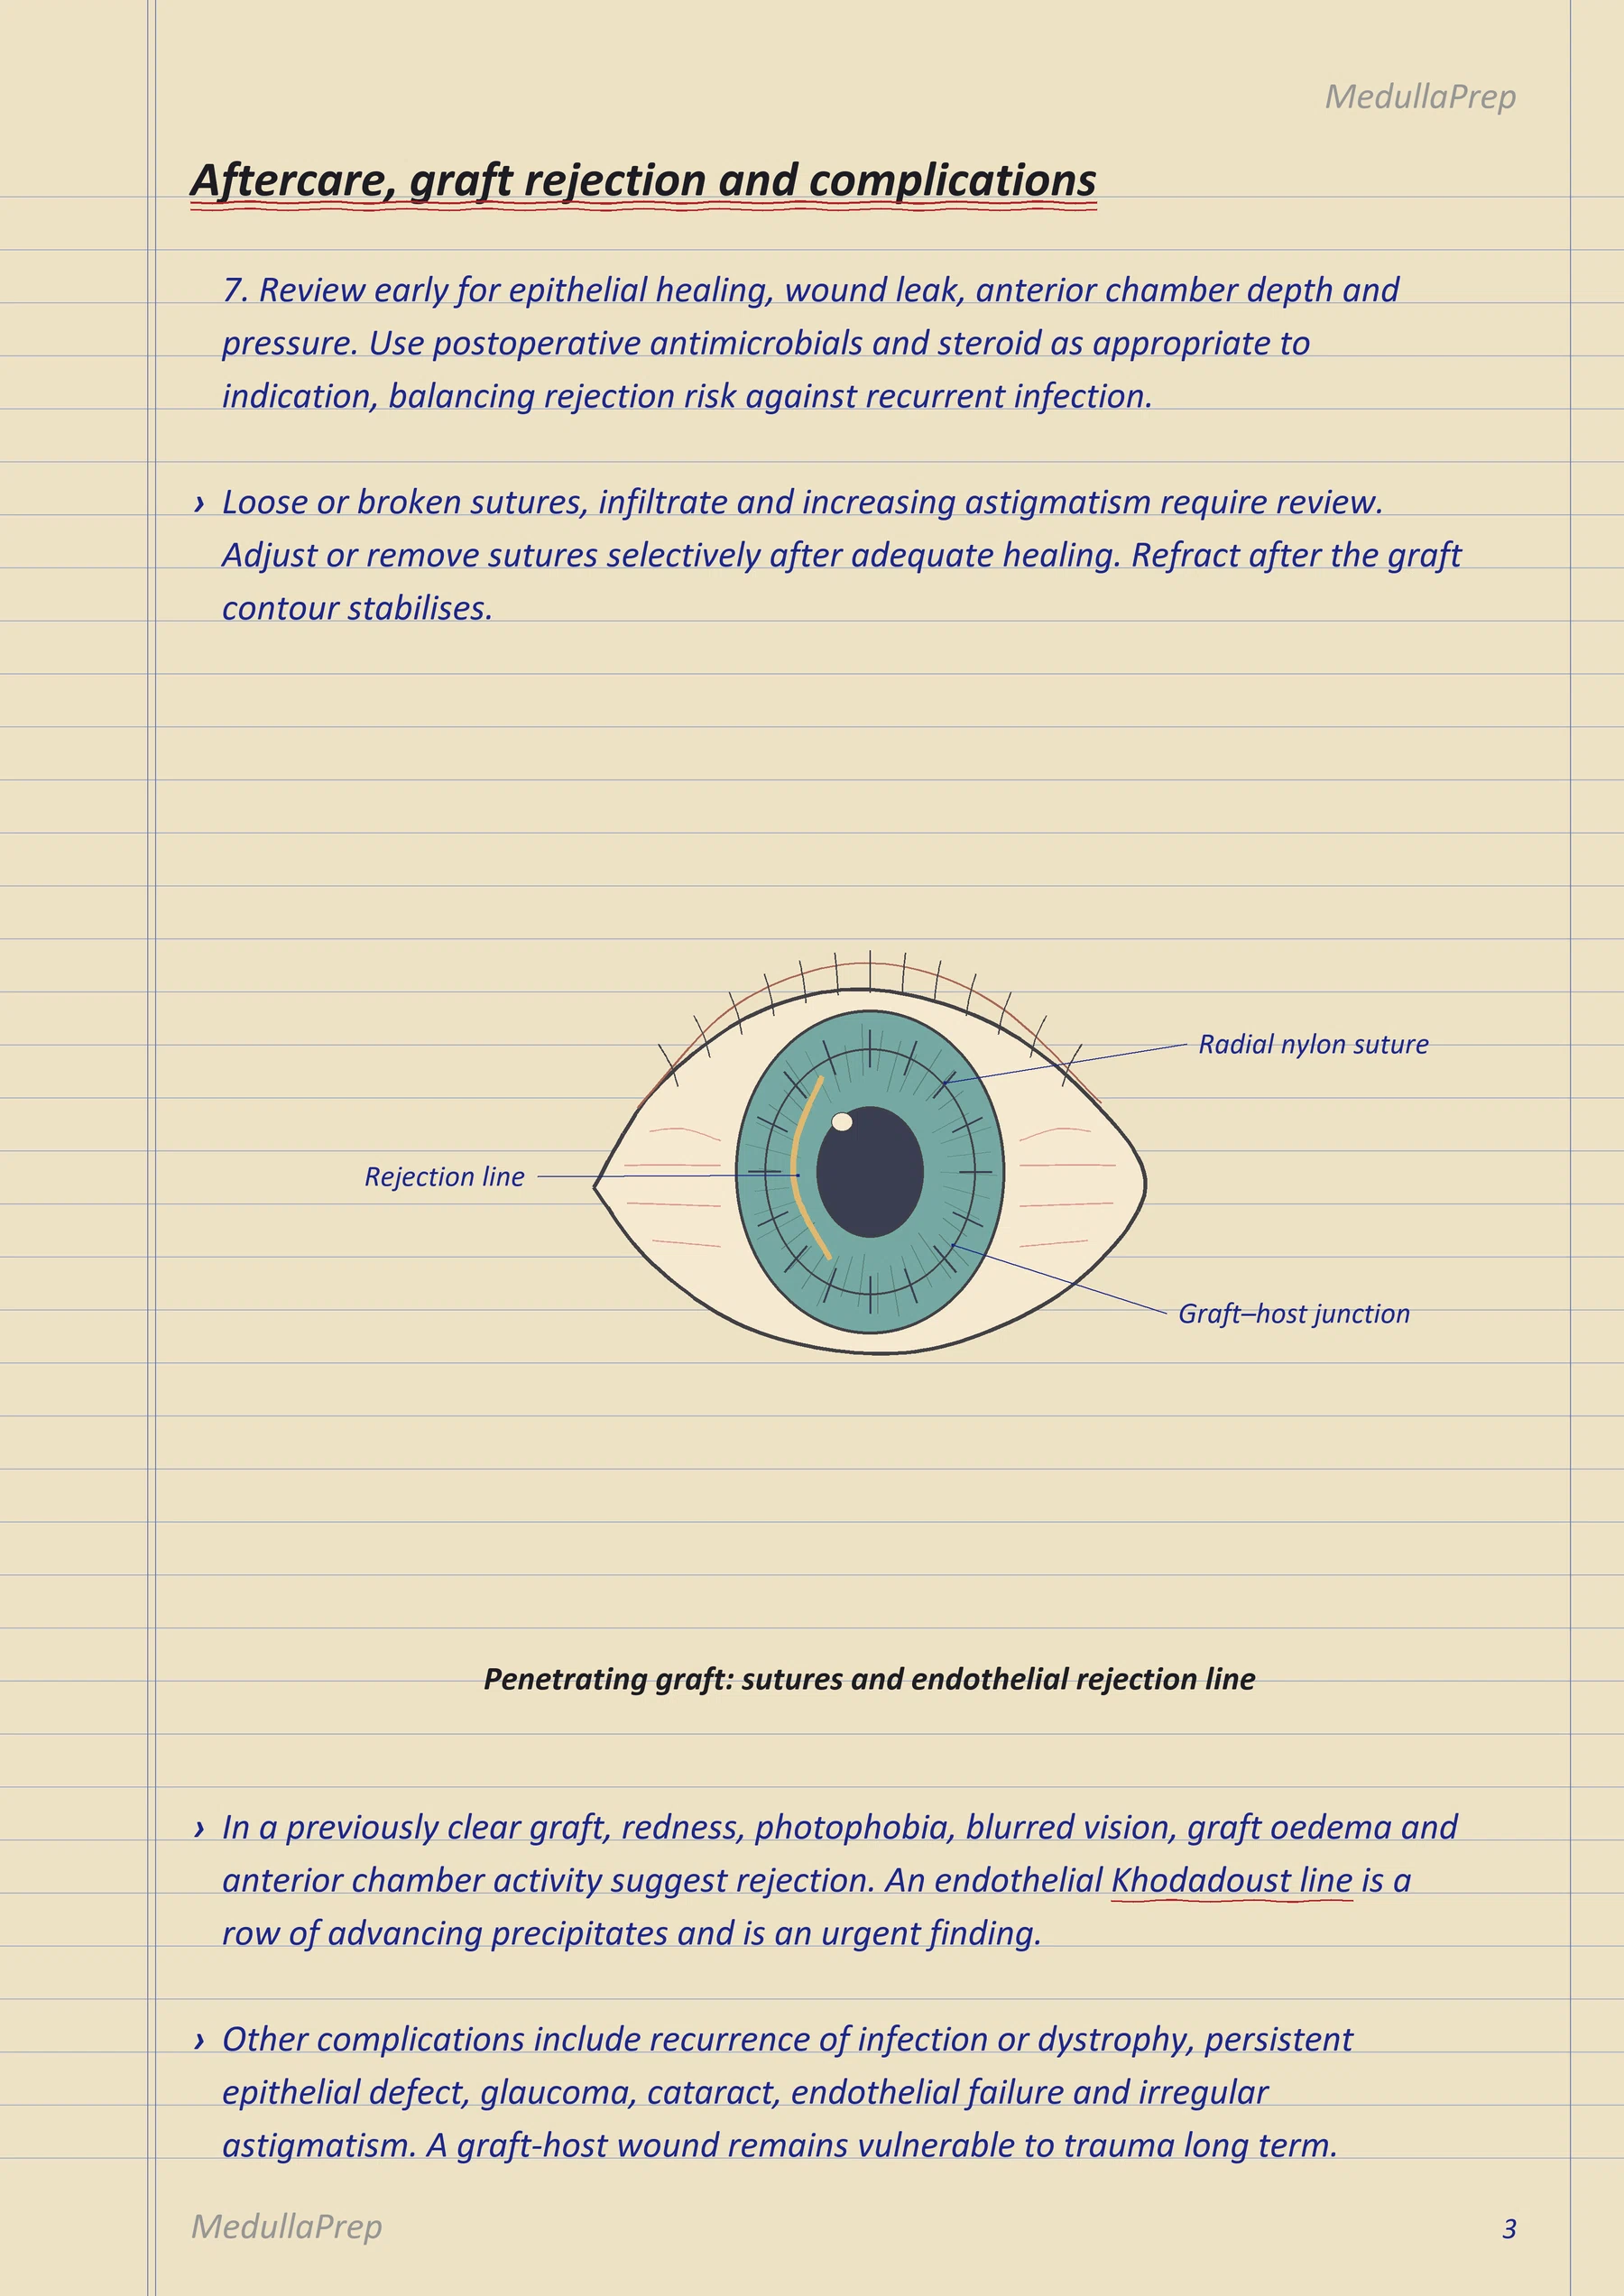 MedullaPrep
Aftercare, graft rejection and complications
7. Review early for epithelial healing, wound leak, anterior chamber depth and
pressure. Use postoperative antimicrobials and steroid as appropriate to
indication, balancing rejection risk against recurrent infection.
› Loose or broken sutures, infiltrate and increasing astigmatism require review.
Adjust or remove sutures selectively after adequate healing. Refract after the graft
contour stabilises.
Radial nylon suture
Rejection line
Graft–host junction
Penetrating graft: sutures and endothelial rejection line
› In a previously clear graft, redness, photophobia, blurred vision, graft oedema and
anterior chamber activity suggest rejection. An endothelial Khodadoust line is a
row of advancing precipitates and is an urgent finding.
› Other complications include recurrence of infection or dystrophy, persistent
epithelial defect, glaucoma, cataract, endothelial failure and irregular
astigmatism. A graft-host wound remains vulnerable to trauma long term.
MedullaPrep
3